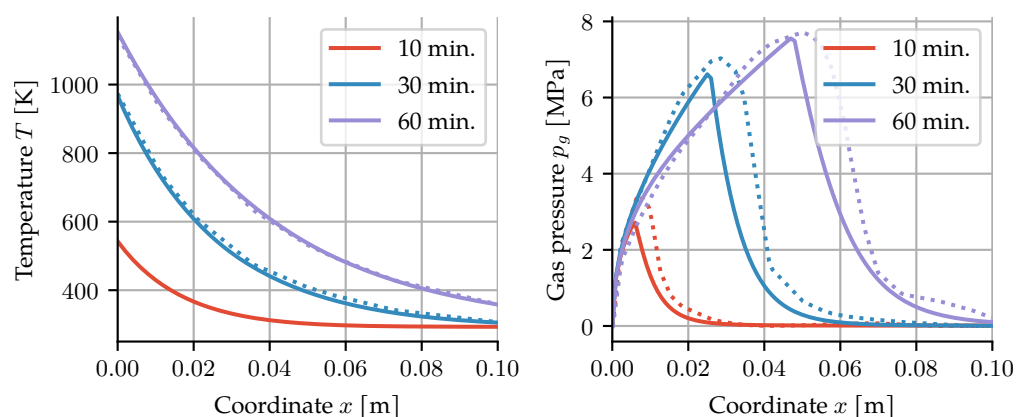 Temperature T [K]
1000
800
600
400
0.00 0.02 0.04 0.06 0.08 0.10
Coordinate x [m]
10 min.
30 min.
60 min.
Gas pressure p_g [MPa]
8
6
4
2
0
0.00 0.02 0.04 0.06 0.08 0.10
Coordinate x [m]
10 min.
30 min.
60 min.